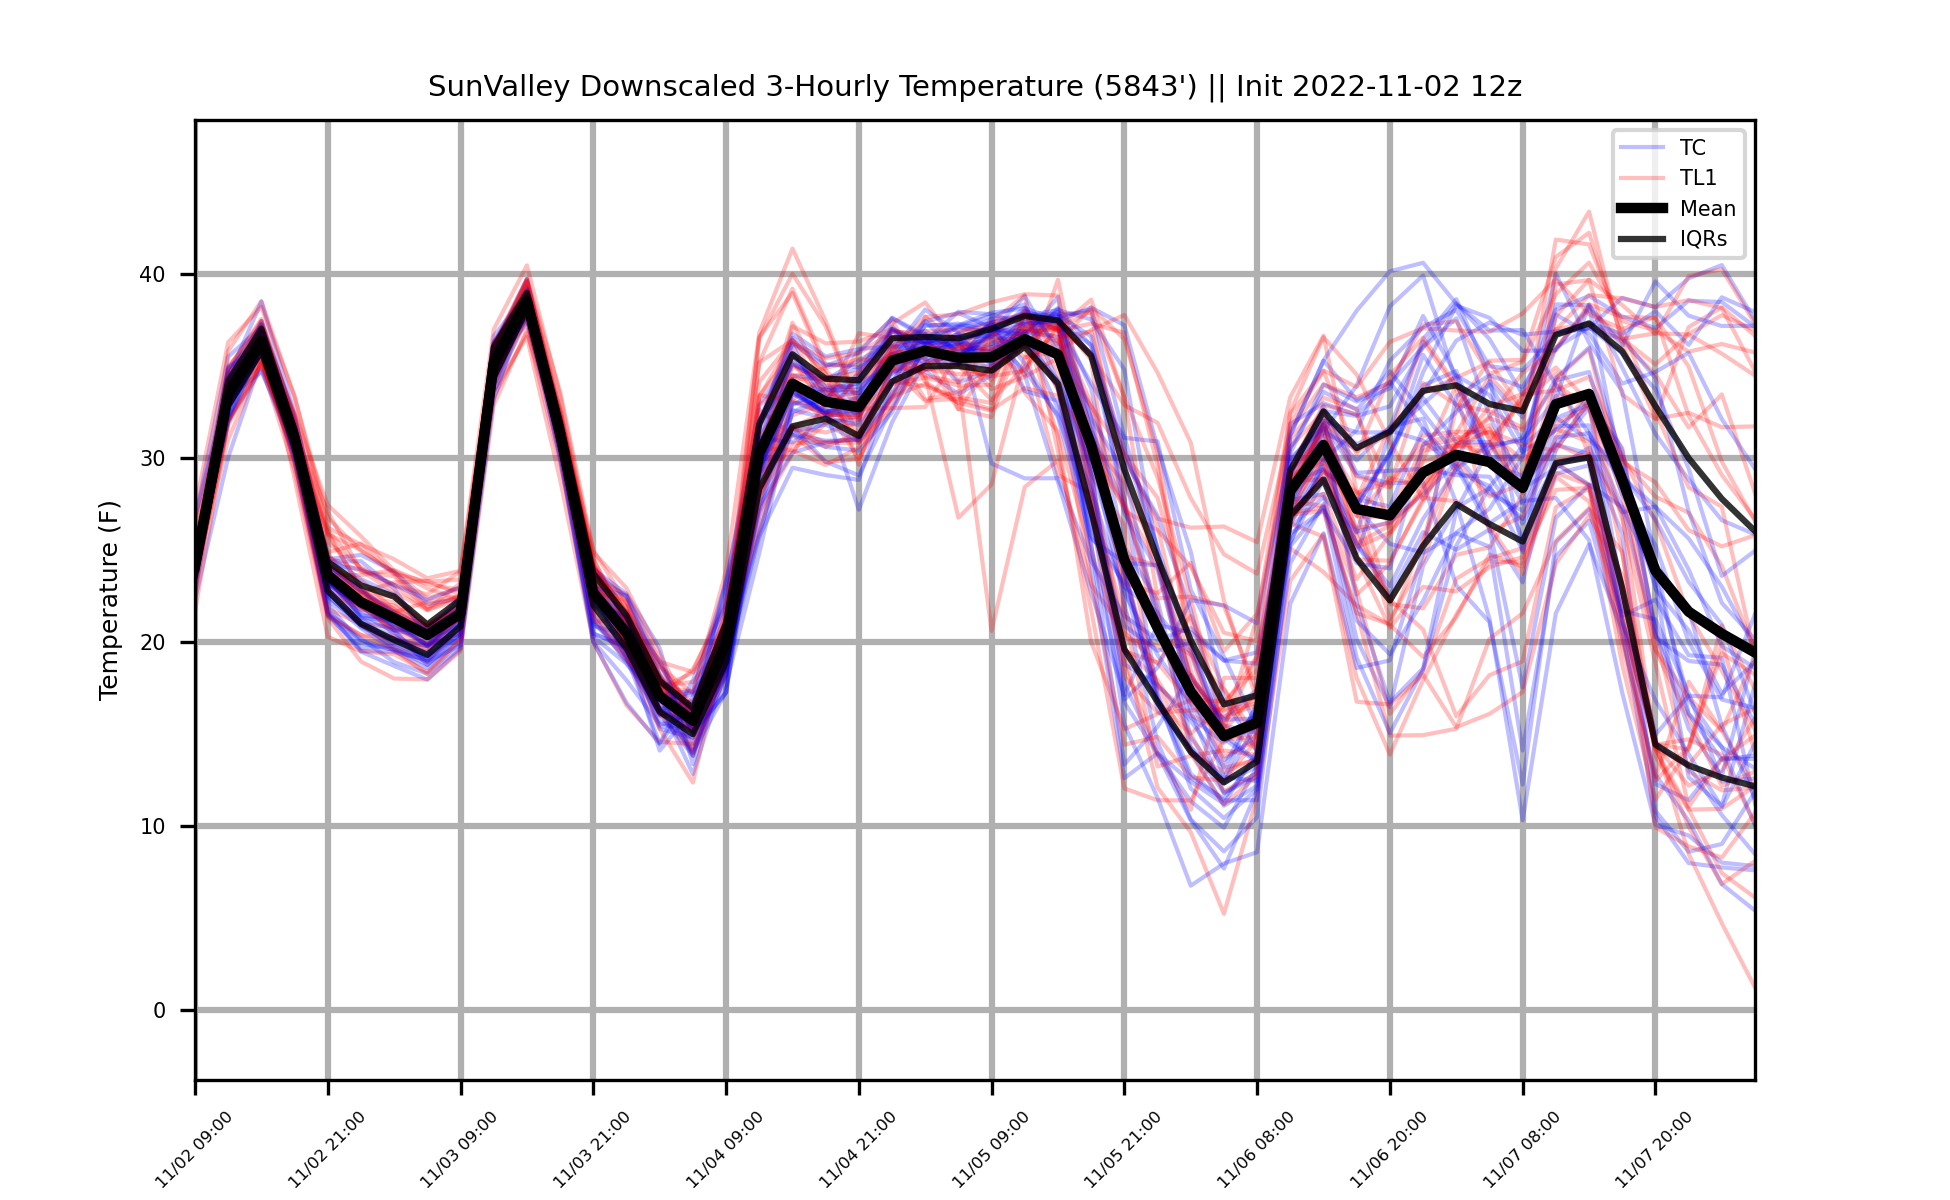 SunValley Downscaled 3-Hourly Temperature (5843') || Init 2022-11-02 12z
TC
TL1
Mean
IQRs
Temperature (F)
40
30
20
10
0
11/02 09:00
11/02 21:00
11/03 09:00
11/03 21:00
11/04 09:00
11/04 21:00
11/05 09:00
11/05 21:00
11/06 08:00
11/06 20:00
11/07 08:00
11/07 20:00